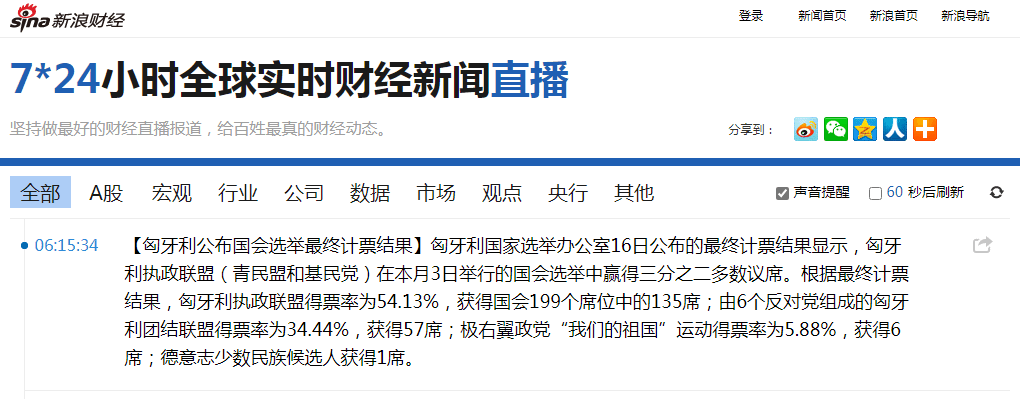 sina 新浪财经
登录 新闻首页 新浪首页 新浪导航
7*24小时全球实时财经新闻直播
坚持做最好的财经直播报道，给百姓最真的财经动态。
分享到：
全部 A股 宏观 行业 公司 数据 市场 观点 央行 其他
声音提醒 60 秒后刷新
06:15:34
【匈牙利公布国会选举最终计票结果】匈牙利国家选举办公室16日公布的最终计票结果显示，匈牙
利执政联盟（青民盟和基民党）在本月3日举行的国会选举中赢得三分之二多数议席。根据最终计票
结果，匈牙利执政联盟得票率为54.13%，获得国会199个席位中的135席；由6个反对党组成的匈牙
利团结联盟得票率为34.44%，获得57席；极右翼政党“我们的祖国”运动得票率为5.88%，获得6
席；德意志少数民族候选人获得1席。